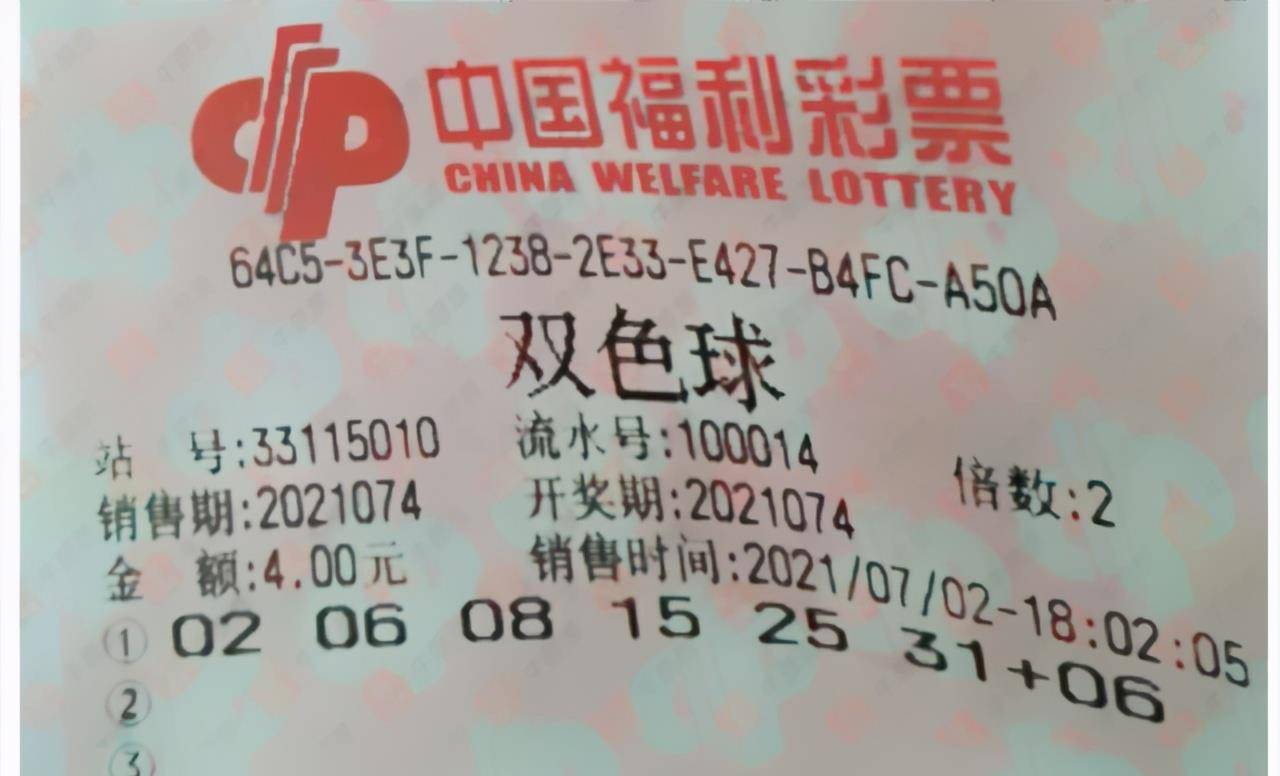 中国福利彩票
CHINA WELFARE LOTTERY
64C5-3E3F-1238-2E33-E427-B4FC-A50A
双色球
站 号:33115010 流水号:100014
销售期:2021074 开奖期:2021074 倍数:2
金 额:4.00元 销售时间:2021/07/02-18:02:05
① 02 06 08 15 25 31+06
②
③